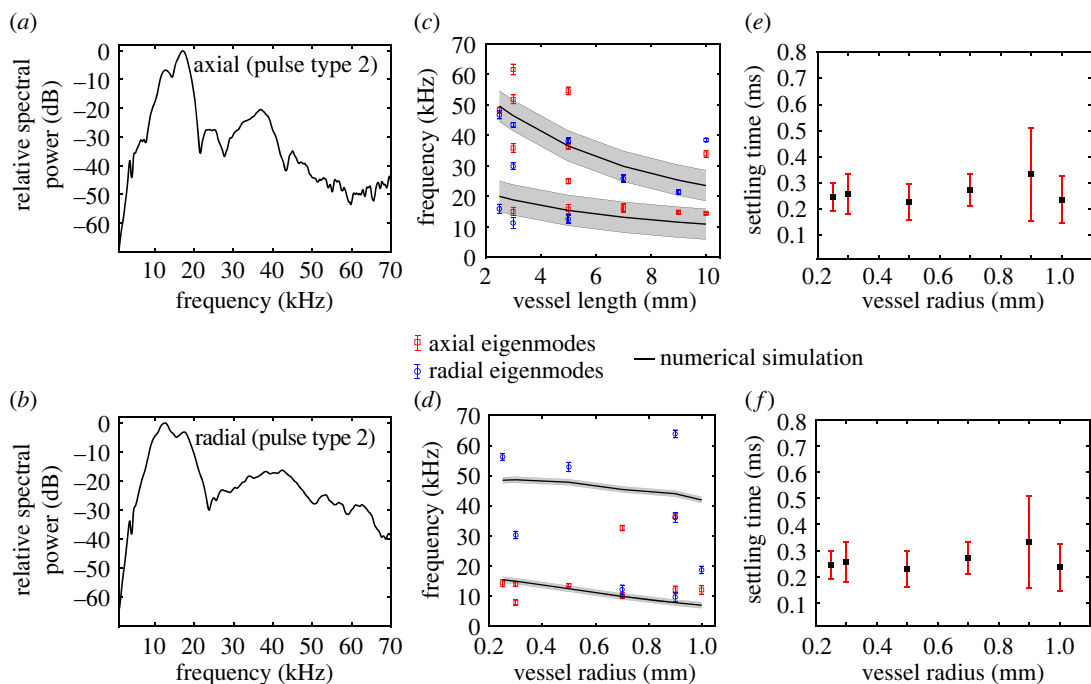 (a)
relative spectral
power (dB)
0
−10
−20
−30
−40
−50
−60
axial (pulse type 2)
10 20 30 40 50 60 70
frequency (kHz)
(c)
frequency (kHz)
70
60
50
40
30
20
10
0
2 4 6 8 10
vessel length (mm)
(e)
settling time (ms)
0.8
0.7
0.6
0.5
0.4
0.3
0.2
0.1
0.2 0.4 0.6 0.8 1.0
vessel radius (mm)
axial eigenmodes
radial eigenmodes
numerical simulation
(b)
relative spectral
power (dB)
0
−10
−20
−30
−40
−50
−60
radial (pulse type 2)
10 20 30 40 50 60 70
frequency (kHz)
(d)
frequency (kHz)
70
60
50
40
30
20
10
0
0.2 0.4 0.6 0.8 1.0
vessel radius (mm)
(f)
settling time (ms)
0.8
0.7
0.6
0.5
0.4
0.3
0.2
0.1
0.2 0.4 0.6 0.8 1.0
vessel radius (mm)